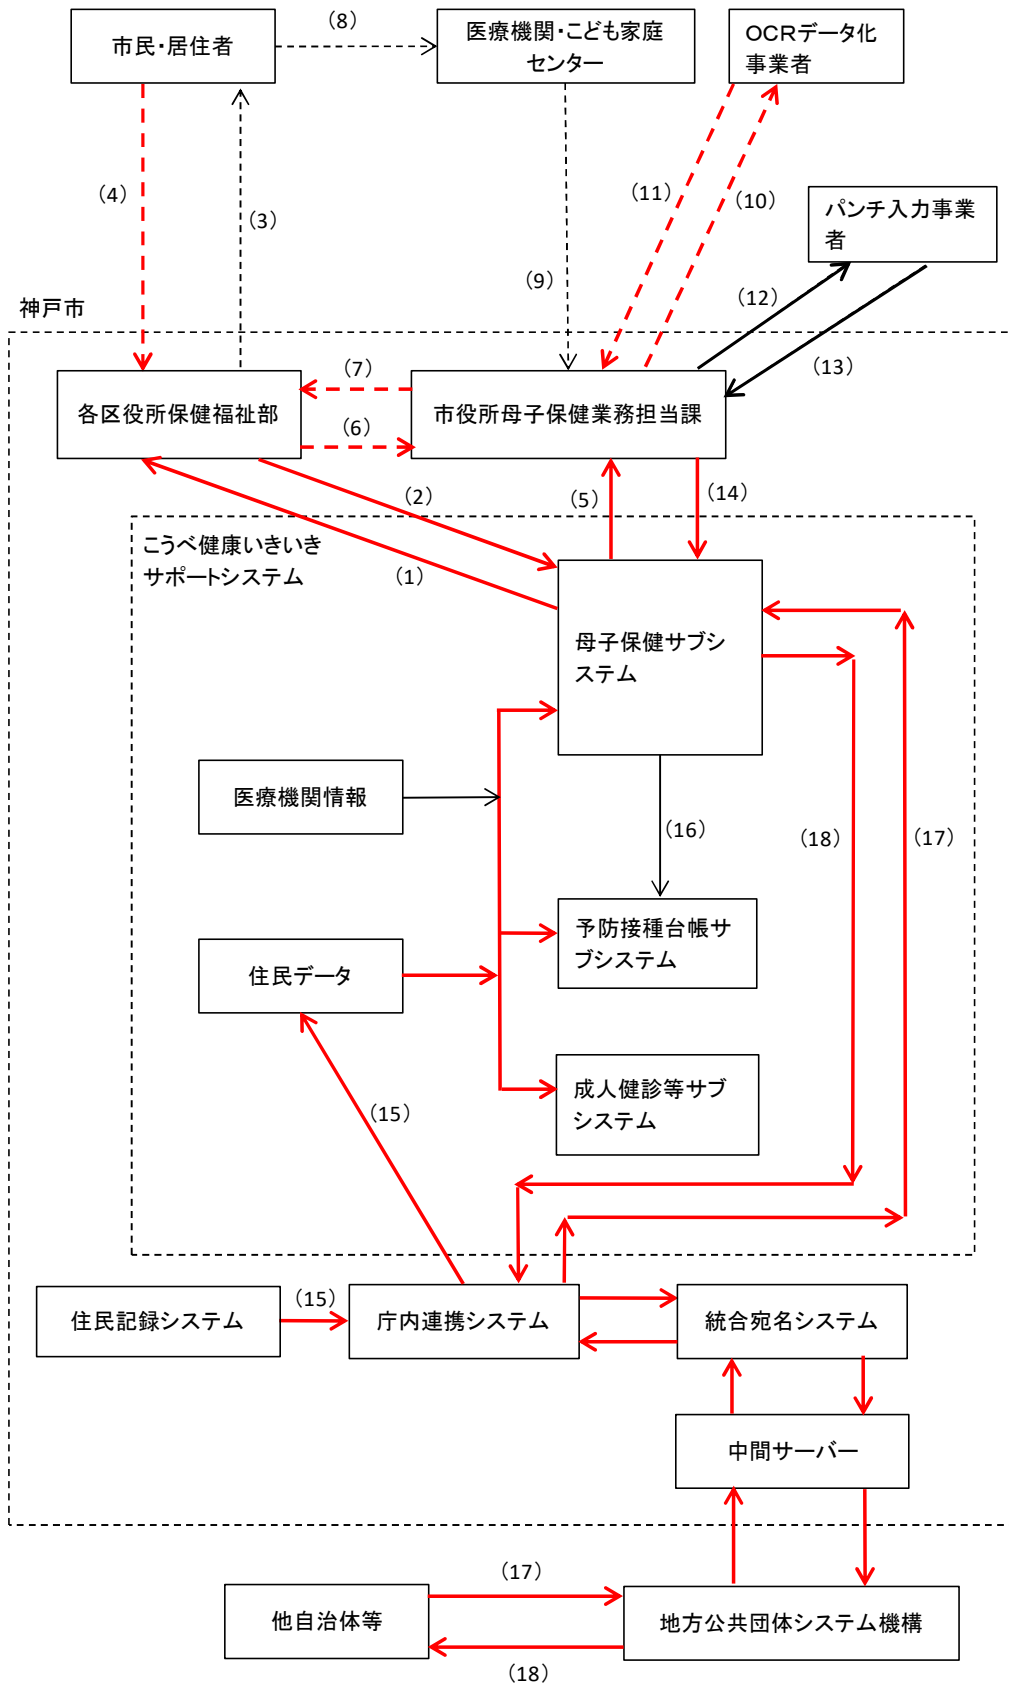 (8)
市民・居住者
医療機関・こども家庭
センター
OCRデータ化
事業者
(4)
(3)
(11)
(10)
パンチ入力事業
者
(9)
(12)
(13)
神戸市
(7)
各区役所保健福祉部
市役所母子保健業務担当課
(6)
(2)
(5)
(14)
こうべ健康いきいき
サポートシステム
(1)
母子保健サブシ
ステム
医療機関情報
(16)
(18)
(17)
予防接種台帳サ
ブシステム
住民データ
成人健診等サブ
システム
(15)
住民記録システム
(15)
庁内連携システム
統合宛名システム
中間サーバー
(17)
他自治体等
地方公共団体システム機構
(18)